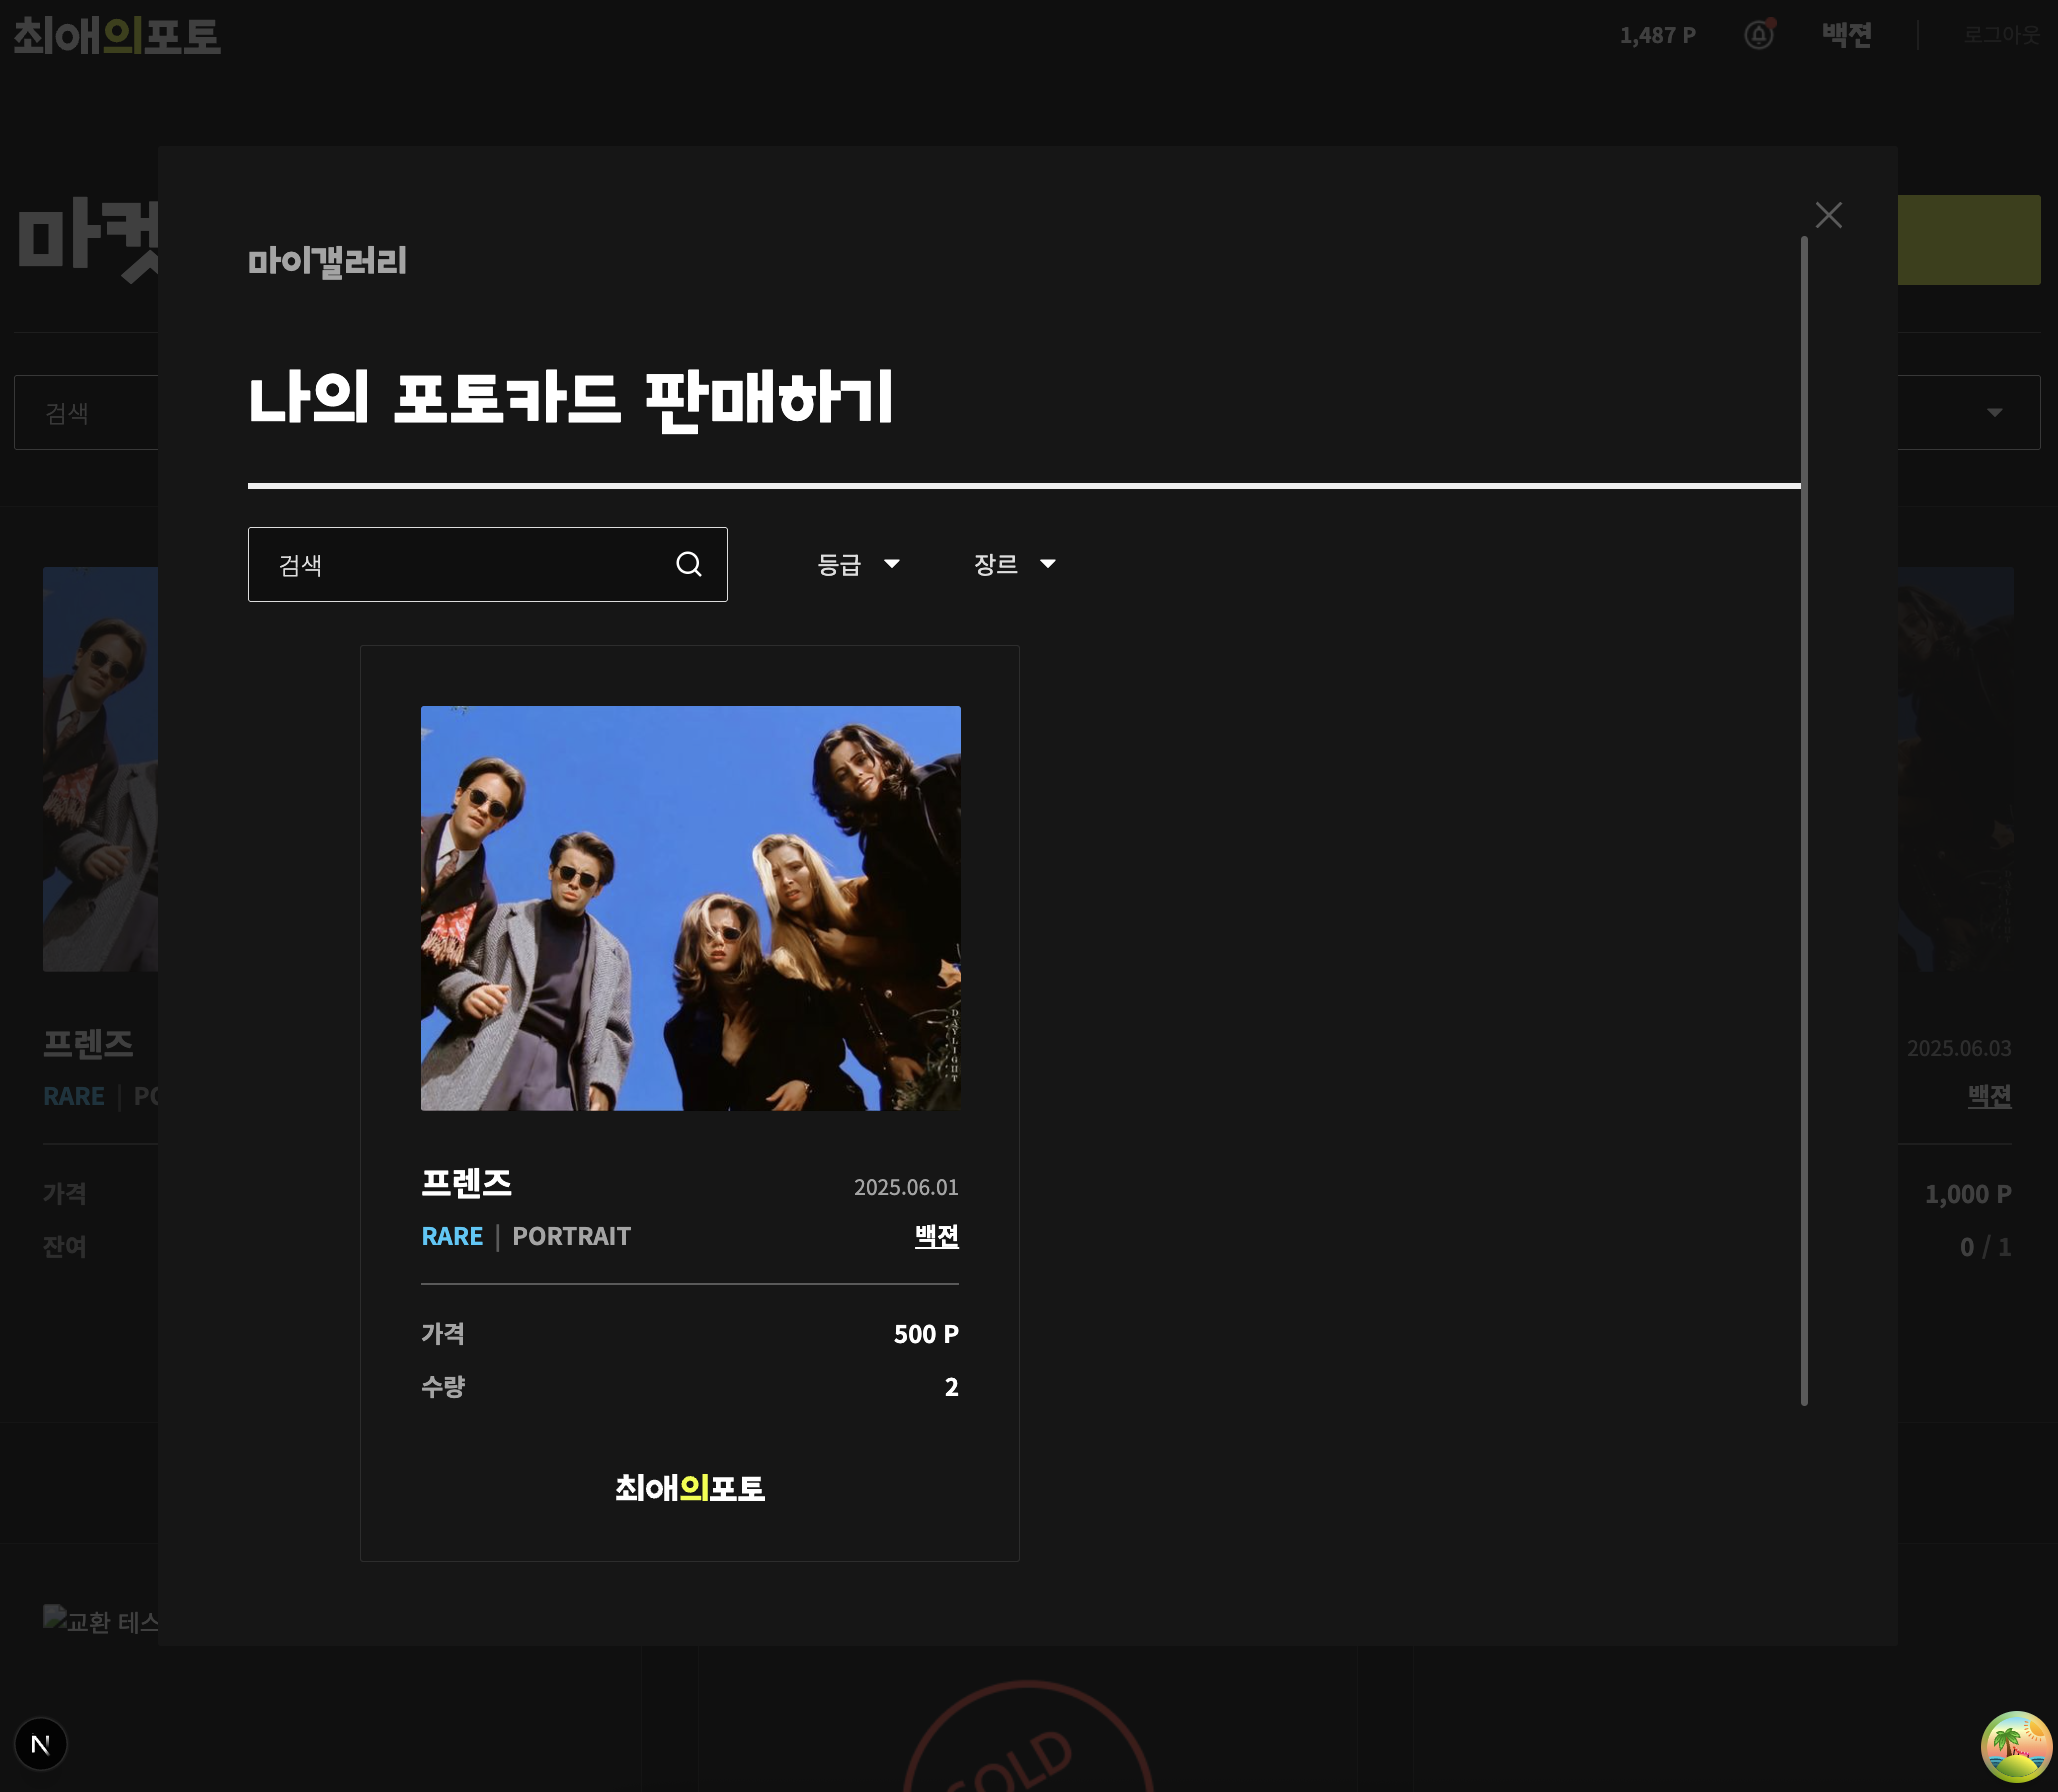 최애의포토
1,487 P
백젼
로그아웃
마켓
마이갤러리
나의 포토카드 판매하기
검색
검색
등급
장르
프렌즈
RARE | PO
가격
잔여
프렌즈
2025.06.01
RARE | PORTRAIT
백젼
가격
500 P
수량
2
최애의포토
DAYLIGHT
2025.06.03
백젼
1,000 P
0 / 1
교환 테스
SOLD
N